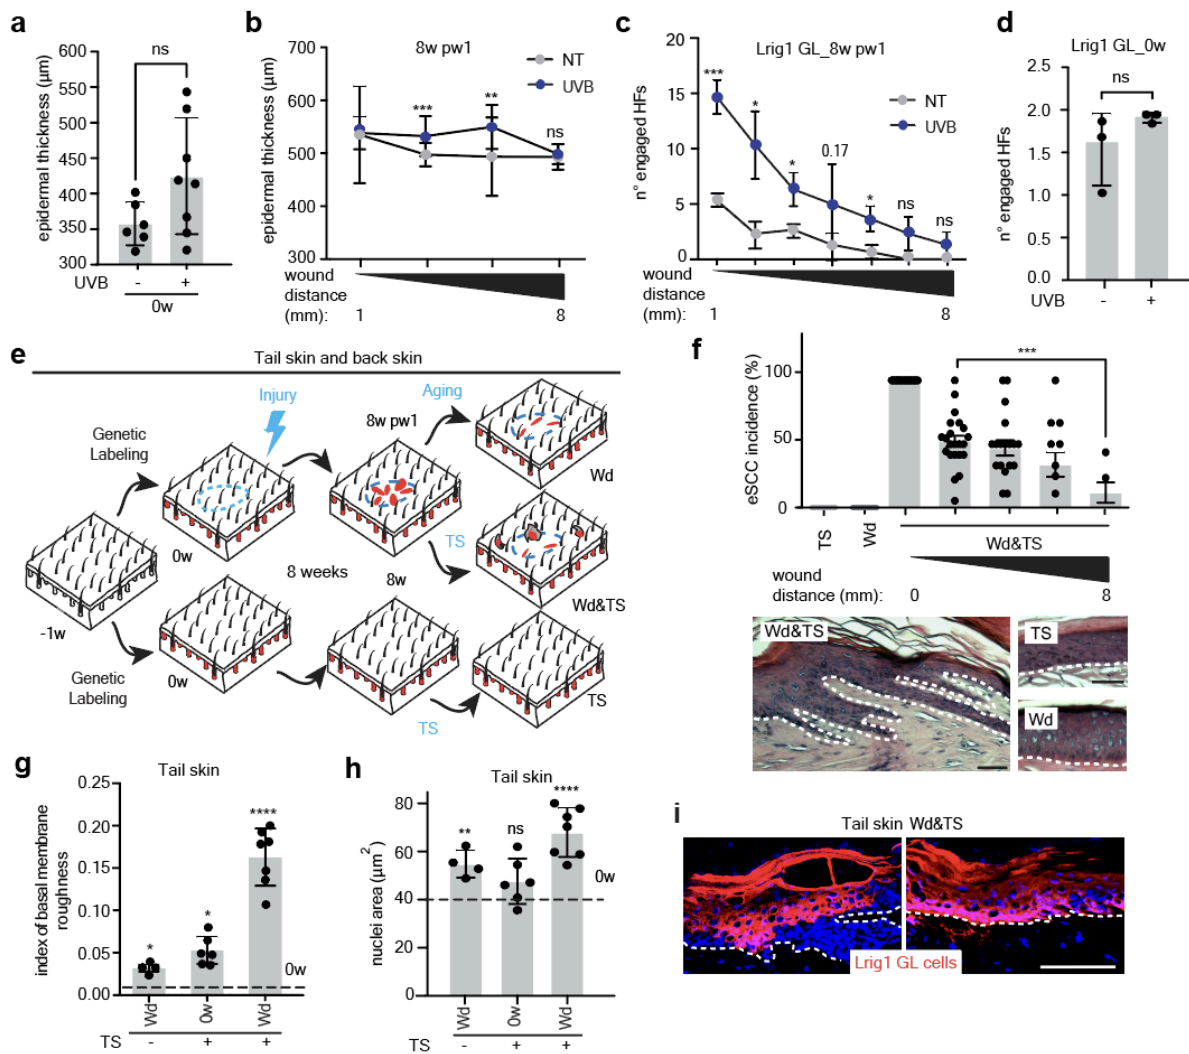 a
ns
epidermal thickness (µm)
600
550
500
450
400
350
300
UVB - +
0w
b
8w pw1
epidermal thickness (µm)
700
600
500
400
300
NT
UVB
***
**
ns
wound
distance
(mm): 1 8
c
Lrig1 GL_8w pw1
n° engaged HFs
20
15
10
5
0
NT
UVB
***
*
*
0.17
*
ns
ns
wound
distance
(mm): 1 8
d
Lrig1 GL_0w
n° engaged HFs
2.5
2.0
1.5
1.0
0.5
0.0
ns
UVB - +
e
Tail skin and back skin
Injury
Aging
8w pw1
Genetic
Labeling
Wd
0w
TS
8 weeks
8w
Wd&TS
-1w
Genetic
Labeling
0w
TS
TS
f
eSCC incidence (%)
100
50
0
***
TS
Wd
Wd&TS
wound
distance (mm): 0 8
Wd&TS
TS
Wd
g
Tail skin
index of basal membrane
roughness
0.25
0.20
0.15
0.10
0.05
0.00
*
*
****
0w
Wd 0w Wd
TS - + +
h
Tail skin
nuclei area (µm²)
80
60
40
20
0
**
ns
****
0w
Wd 0w Wd
TS - + +
i
Tail skin Wd&TS
Lrig1 GL cells